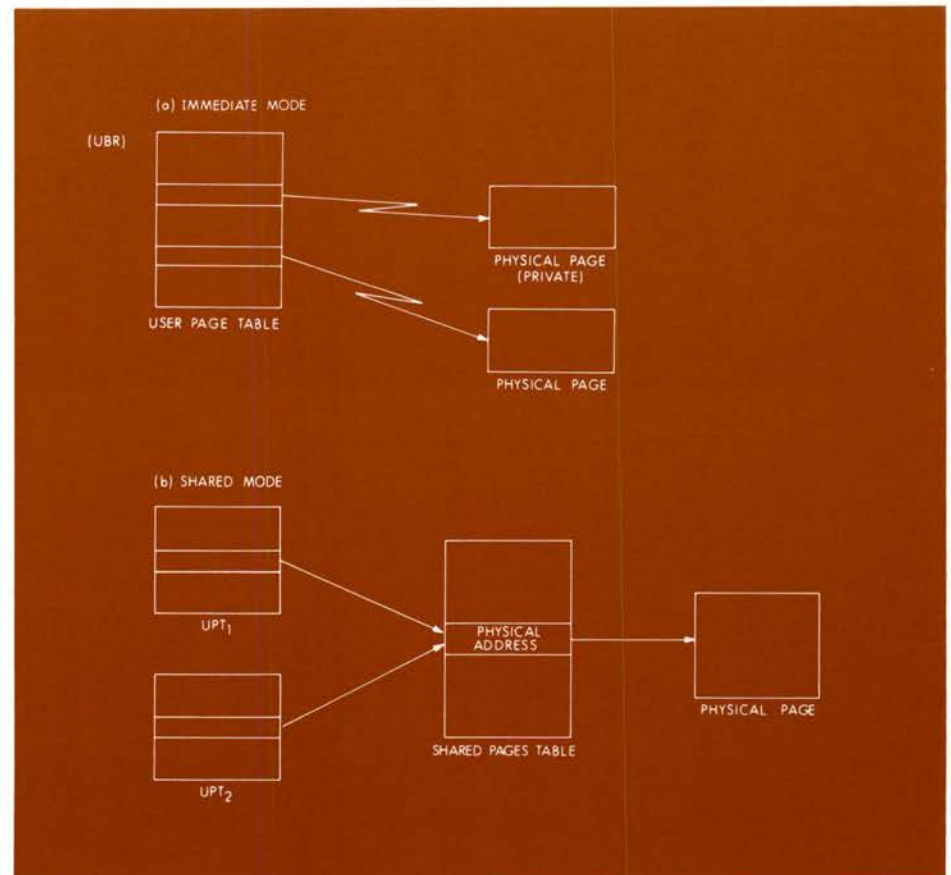 (a) IMMEDIATE MODE
(UBR)
USER PAGE TABLE
PHYSICAL PAGE
(PRIVATE)
PHYSICAL PAGE
(b) SHARED MODE
UPT1
UPT2
PHYSICAL
ADDRESS
SHARED PAGES TABLE
PHYSICAL PAGE